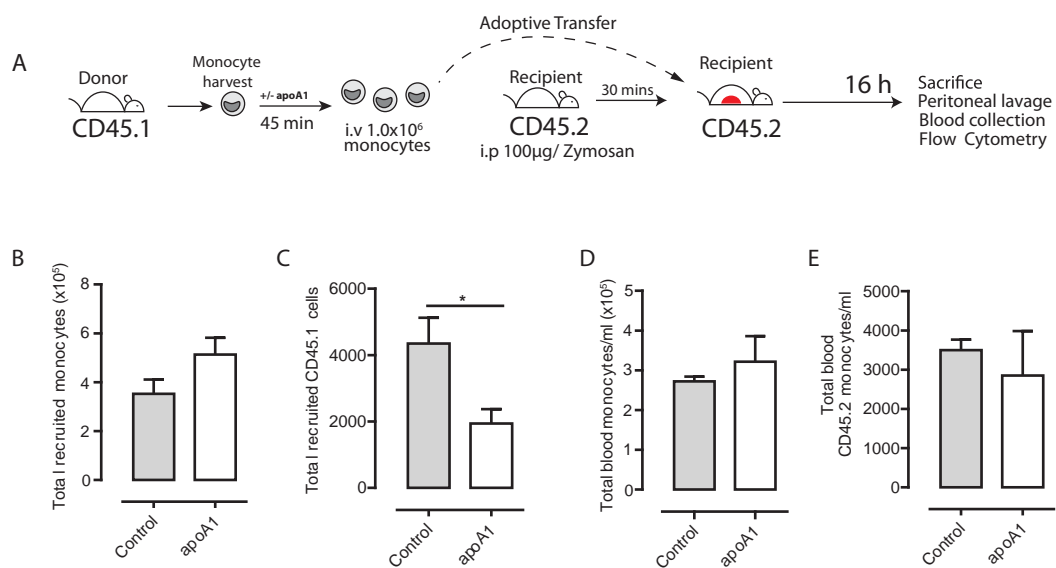 A
Donor
CD45.1
Monocyte
harvest
+/- apoA1
45 min
i.v 1.0x10⁶
monocytes
Adoptive Transfer
Recipient
CD45.2
i.p 100µg/ Zymosan
30 mins
Recipient
CD45.2
16 h
Sacrifice
Peritoneal lavage
Blood collection
Flow Cytometry
B
Total recruited monocytes (x10⁵)
8
6
4
2
0
Control
apoA1
C
Total recruited CD45.1 cells
6000
4000
2000
0
*
Control
apoA1
D
Total blood monocytes/ml (x10⁵)
5
4
3
2
1
0
Control
apoA1
E
Total blood
CD45.2 monocytes/ml
5000
4000
3000
2000
1000
0
Control
apoA1